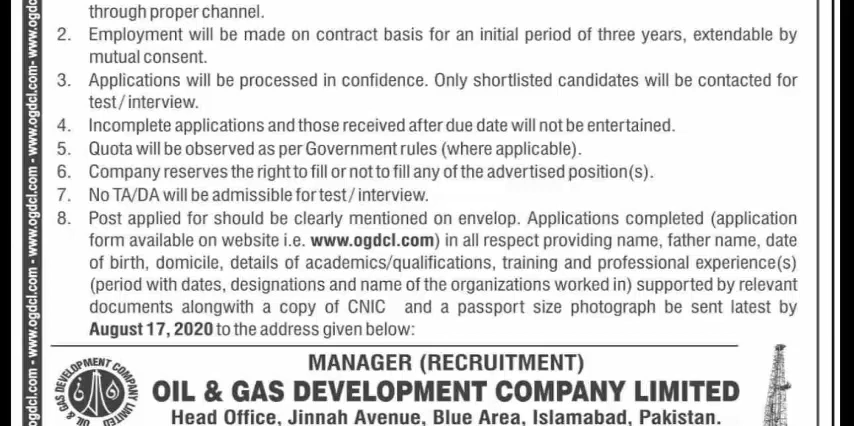 through proper channel.
2. Employment will be made on contract basis for an initial period of three years, extendable by
mutual consent.
3. Applications will be processed in confidence. Only shortlisted candidates will be contacted for
test/interview.
4. Incomplete applications and those received after due date will not be entertained.
5. Quota will be observed as per Government rules (where applicable).
6. Company reserves the right to fill or not to fill any of the advertised position(s).
7. No TA/DA will be admissible for test/interview.
8. Post applied for should be clearly mentioned on envelop. Applications completed (application
form available on website i.e. www.ogdcl.com) in all respect providing name, father name, date
of birth, domicile, details of academics/qualifications, training and professional experience(s)
(period with dates, designations and name of the organizations worked in) supported by relevant
documents alongwith a copy of CNIC and a passport size photograph be sent latest by
August 17, 2020 to the address given below:
MANAGER (RECRUITMENT)
OIL & GAS DEVELOPMENT COMPANY LIMITED
Head Office, Jinnah Avenue, Blue Area, Islamabad, Pakistan.
OIL & GAS DEVELOPMENT COMPANY LIMITED
ogdcl.com - www.ogdcl.com - www.ogdcl.com - www.ogdcl.com- www.ogdcl.com- www.ogd